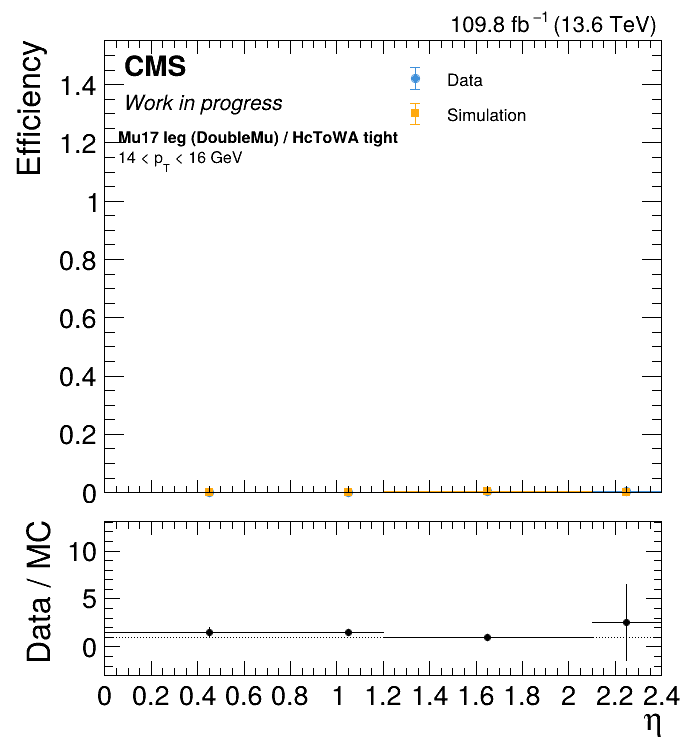 109.8 fb⁻¹ (13.6 TeV)
CMS
Work in progress
Mu17 leg (DoubleMu) / HcToWA tight
14 < p_T < 16 GeV
Data
Simulation
Efficiency
1.4
1.2
1
0.8
0.6
0.4
0.2
0
Data / MC
10
5
0
0 0.2 0.4 0.6 0.8 1 1.2 1.4 1.6 1.8 2 2.2 2.4
η